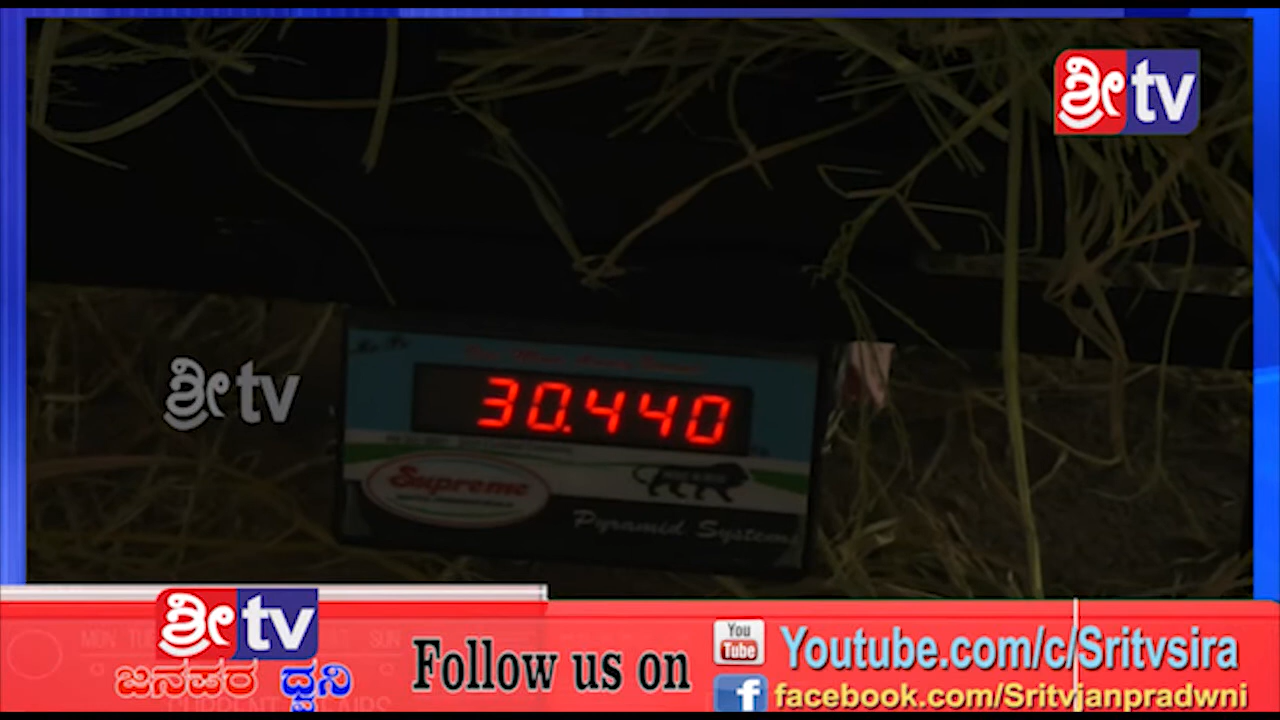 ಶ್ರೀ tv
30.440
ಶ್ರೀ tv
Supreme
Pyramid System
ಶ್ರೀ tv
ಜನಪರ ಧ್ವನಿ
Follow us on
You Tube
Youtube.com/c/Sritvsira
facebook.com/Sritvjanpradwni